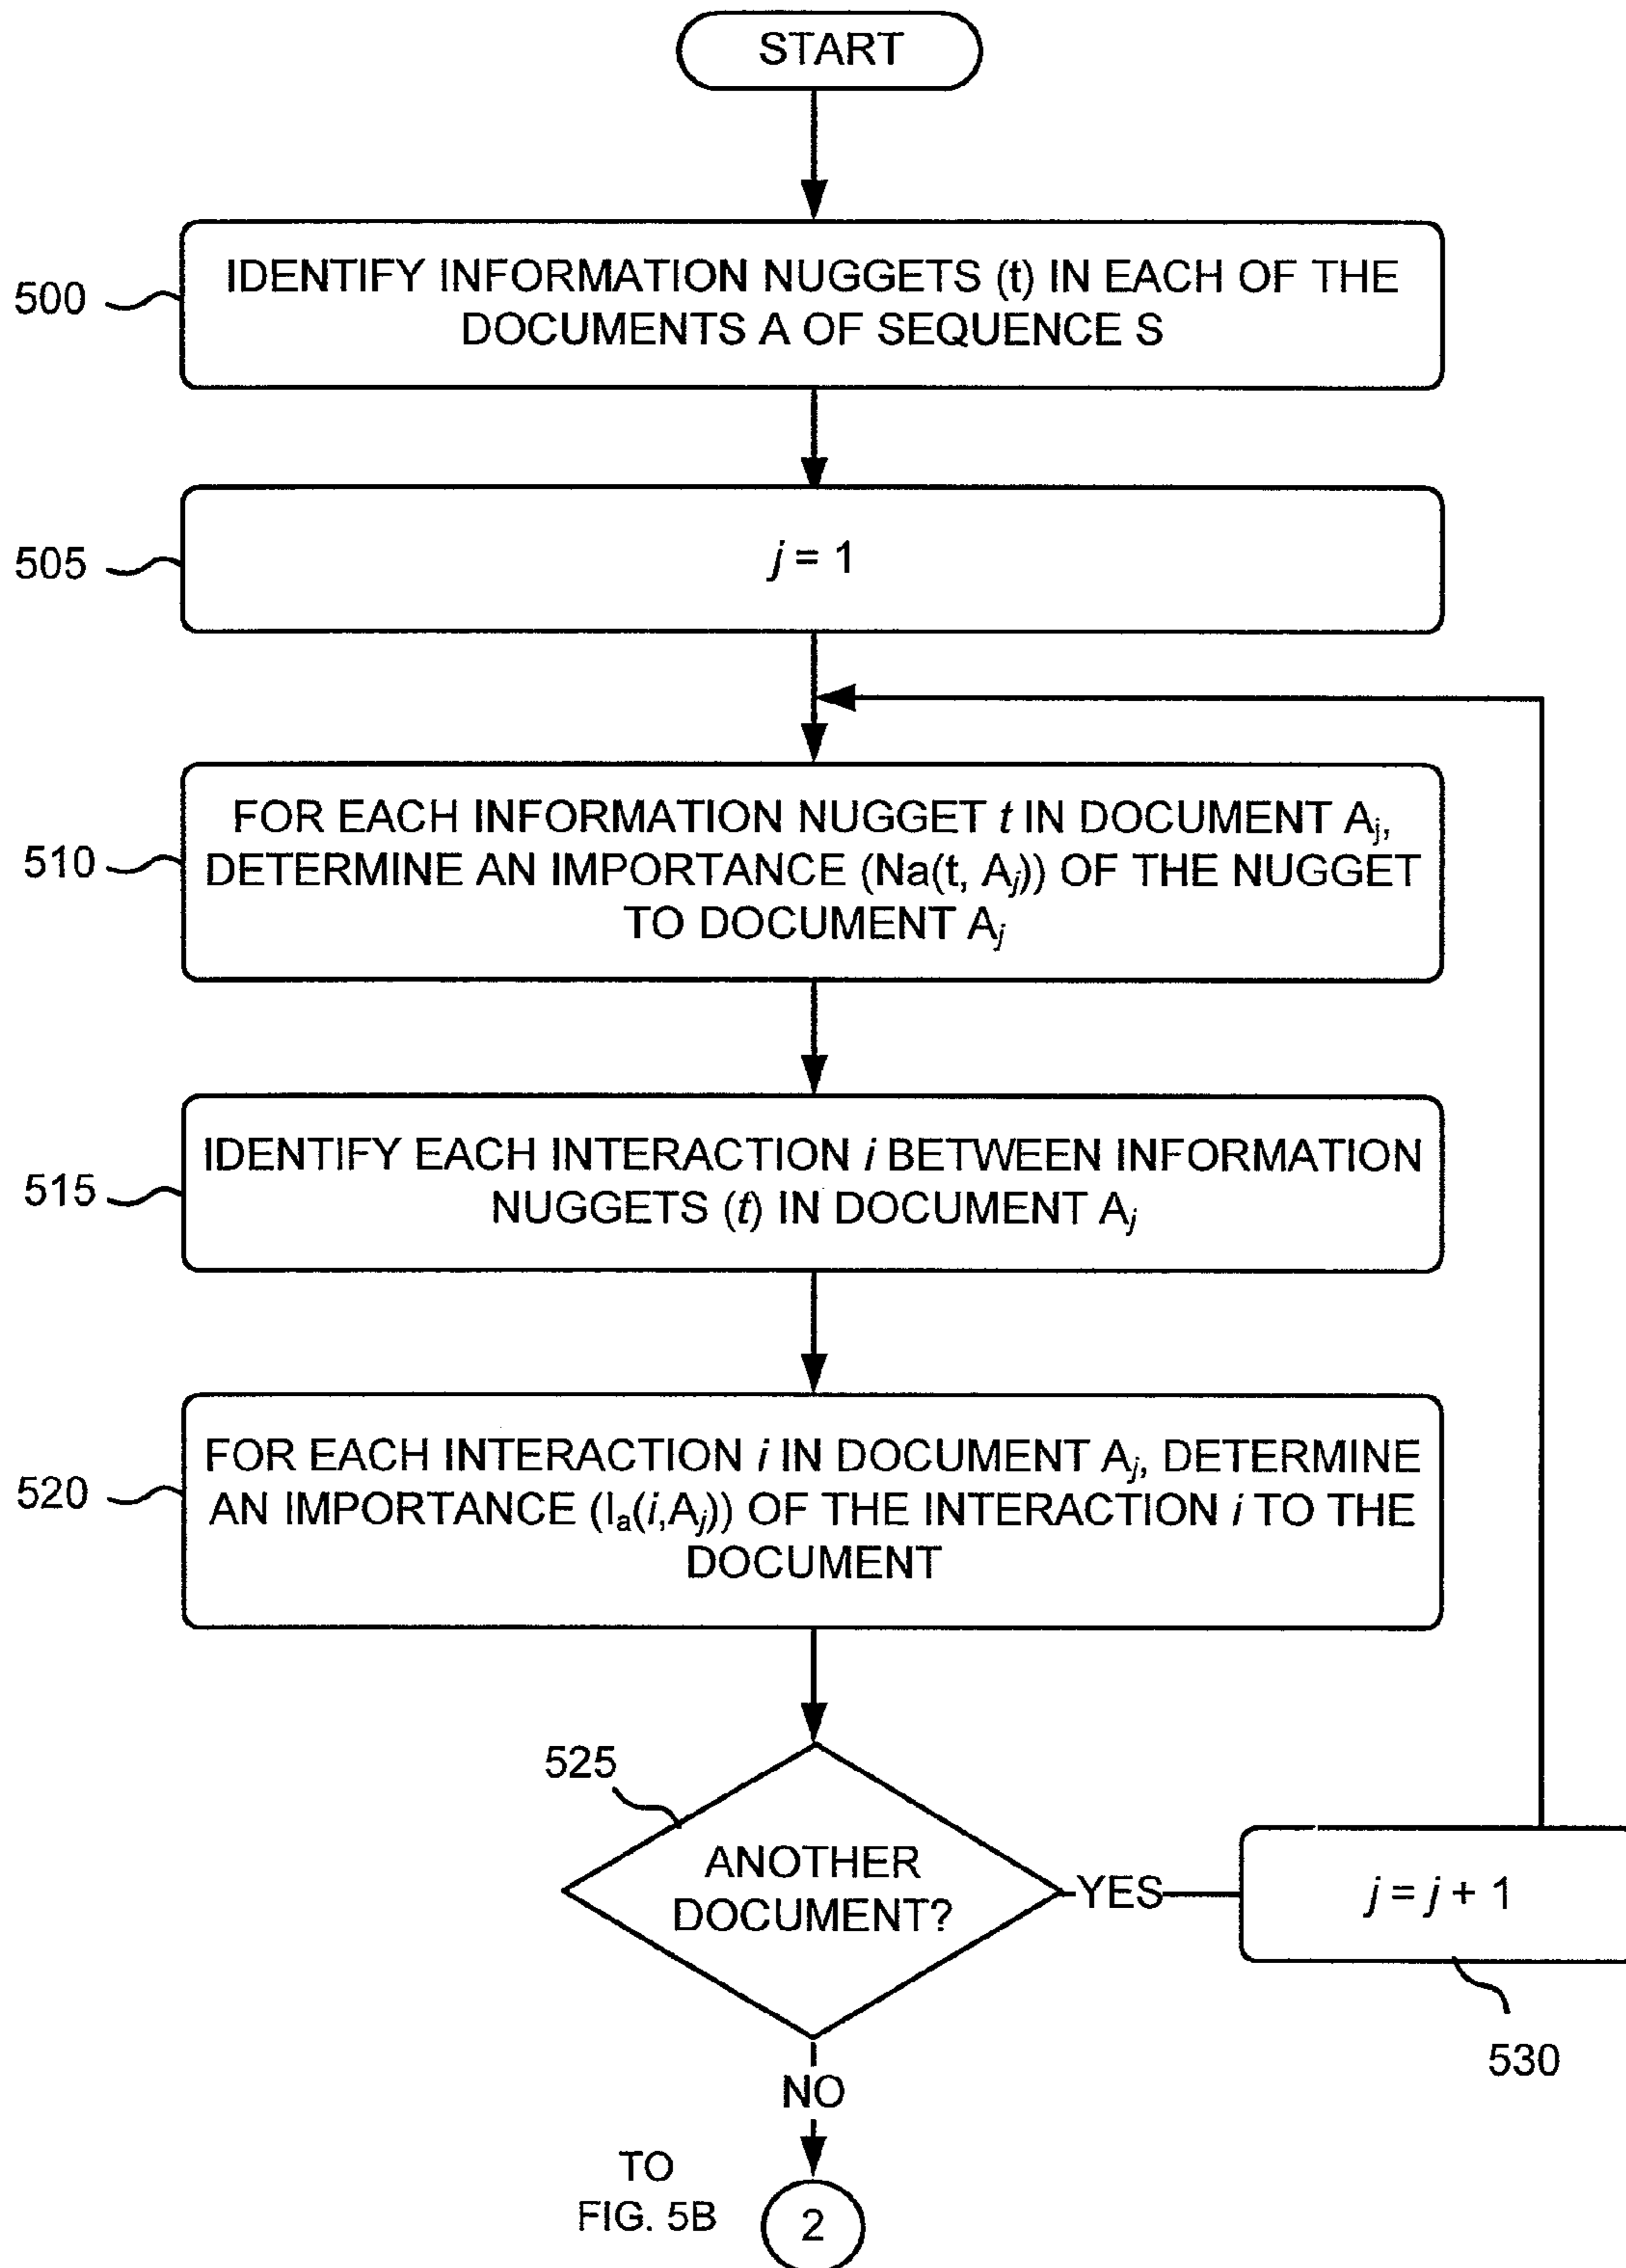 START
500
IDENTIFY INFORMATION NUGGETS (t) IN EACH OF THE
DOCUMENTS A OF SEQUENCE S
505
j = 1
510
FOR EACH INFORMATION NUGGET t IN DOCUMENT Aj,
DETERMINE AN IMPORTANCE (Na(t, Aj)) OF THE NUGGET
TO DOCUMENT Aj
515
IDENTIFY EACH INTERACTION i BETWEEN INFORMATION
NUGGETS (t) IN DOCUMENT Aj
520
FOR EACH INTERACTION i IN DOCUMENT Aj, DETERMINE
AN IMPORTANCE (Ia(i,Aj)) OF THE INTERACTION i TO THE
DOCUMENT
525
ANOTHER
DOCUMENT?
YES
j = j + 1
530
NO
TO
FIG. 5B
2